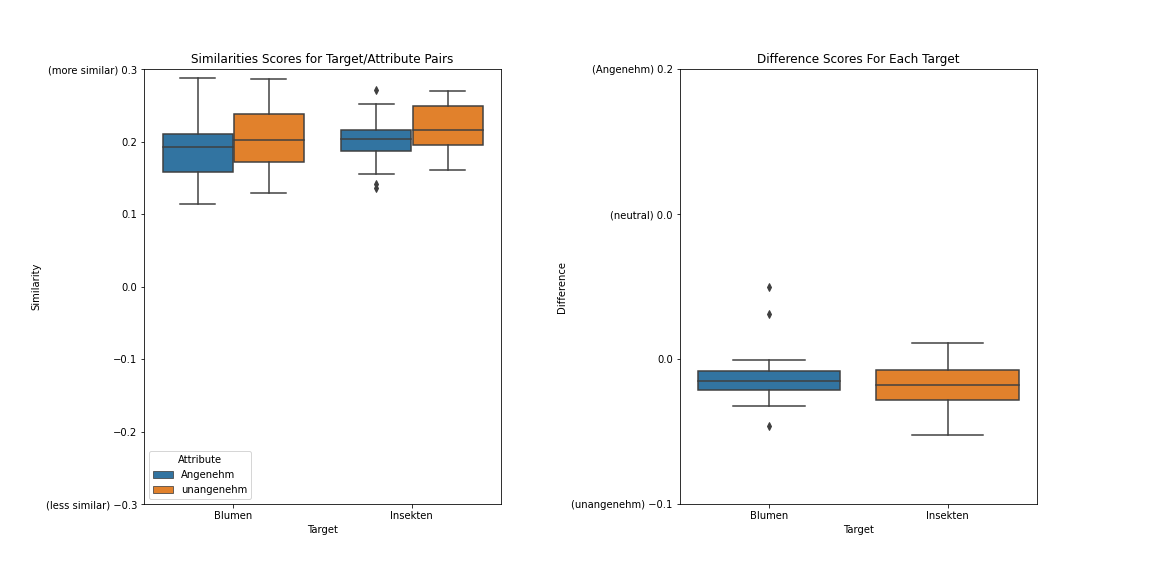 Similarities Scores for Target/Attribute Pairs
(more similar) 0.3
0.2
0.1
0.0
−0.1
−0.2
(less similar) −0.3
Similarity
Attribute
Angenehm
unangenehm
Blumen
Insekten
Target
Difference Scores For Each Target
(Angenehm) 0.2
(neutral) 0.0
0.0
(unangenehm) −0.1
Difference
Blumen
Insekten
Target